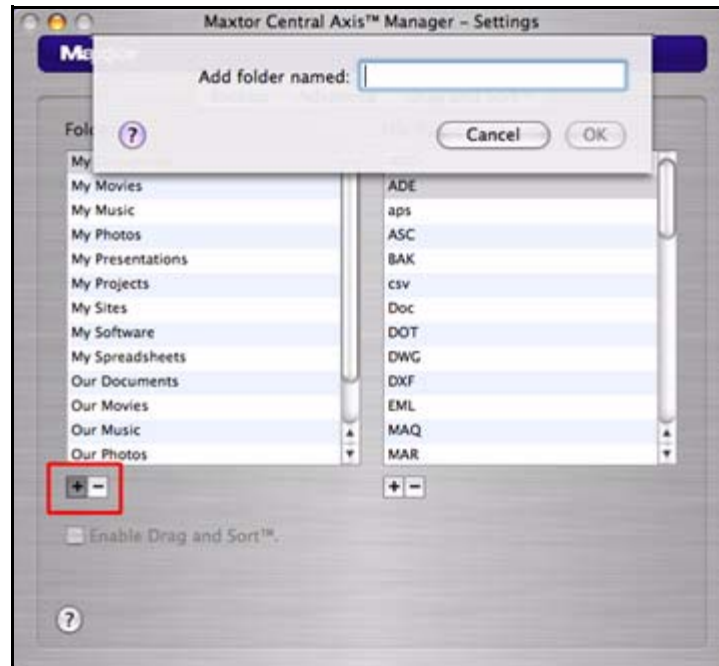 Maxtor Central Axis™ Manager – Settings
Add folder named:
?
Cancel
OK
My
My Movies
My Music
My Photos
My Presentations
My Projects
My Sites
My Software
My Spreadsheets
Our Documents
Our Movies
Our Music
Our Photos
ADE
aps
ASC
BAK
csv
Doc
DOT
DWG
DXF
EML
MAQ
MAR
+ −
+ −
Enable Drag and Sort™.
?